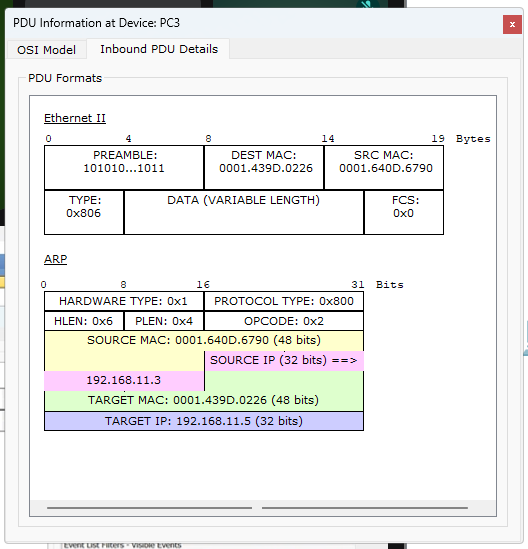 PDU Information at Device: PC3
x
OSI Model
Inbound PDU Details
PDU Formats
Ethernet II
0 4 8 14 19 Bytes
PREAMBLE: 101010...1011
DEST MAC: 0001.439D.0226
SRC MAC: 0001.640D.6790
TYPE: 0x806
DATA (VARIABLE LENGTH)
FCS: 0x0
ARP
0 8 16 31 Bits
HARDWARE TYPE: 0x1
PROTOCOL TYPE: 0x800
HLEN: 0x6
PLEN: 0x4
OPCODE: 0x2
SOURCE MAC: 0001.640D.6790 (48 bits)
SOURCE IP (32 bits) ==>
192.168.11.3
TARGET MAC: 0001.439D.0226 (48 bits)
TARGET IP: 192.168.11.5 (32 bits)
Event List Filters - Visible Events